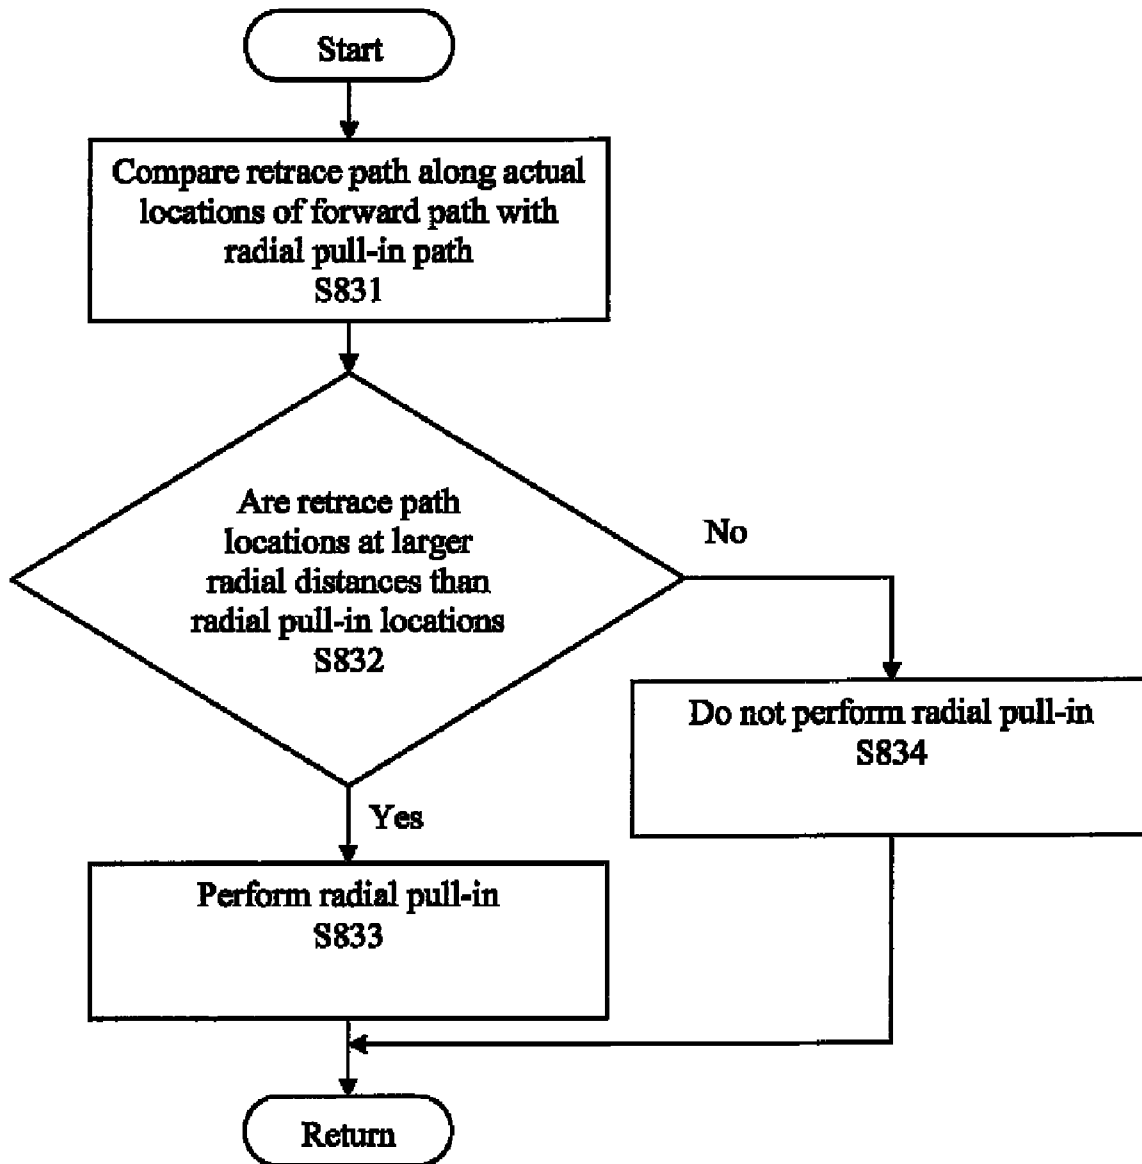 Start
Compare retrace path along actual
locations of forward path with
radial pull-in path
S831
Are retrace path
locations at larger
radial distances than
radial pull-in locations
S832
No
Do not perform radial pull-in
S834
Yes
Perform radial pull-in
S833
Return